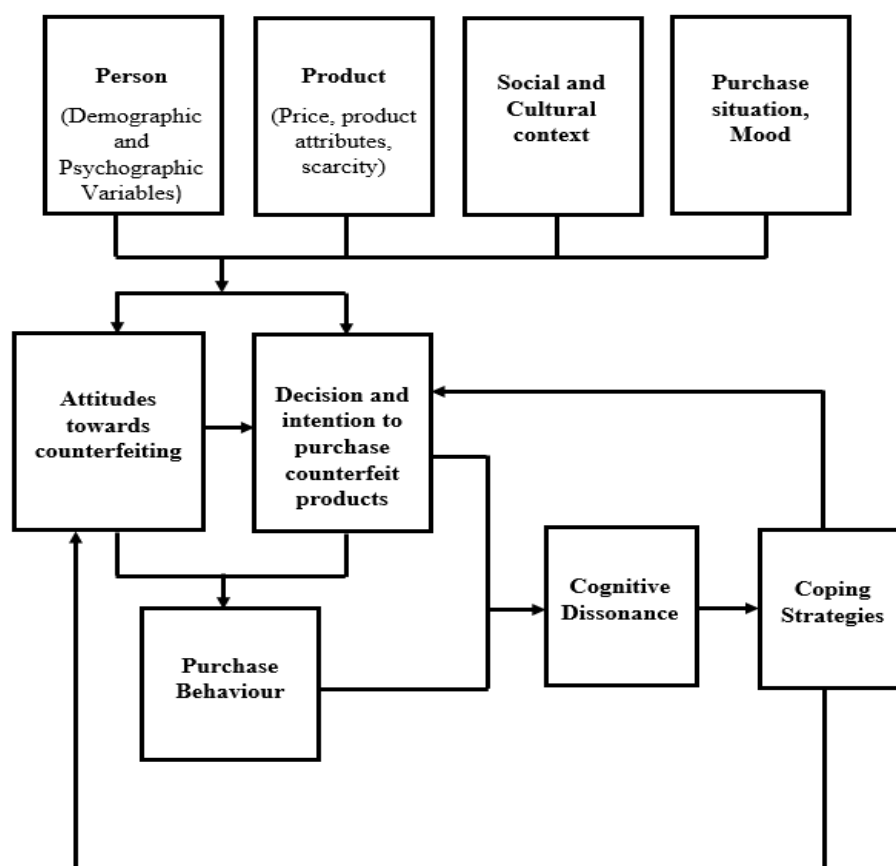 Person
(Demographic
and
Psychographic
Variables)
Product
(Price, product
attributes,
scarcity)
Social and
Cultural
context
Purchase
situation,
Mood
Attitudes
towards
counterfeiting
Decision and
intention to
purchase
counterfeit
products
Cognitive
Dissonance
Coping
Strategies
Purchase
Behaviour